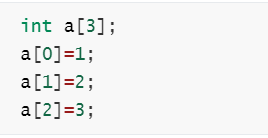 int a[3];
a[0]=1;
a[1]=2;
a[2]=3;